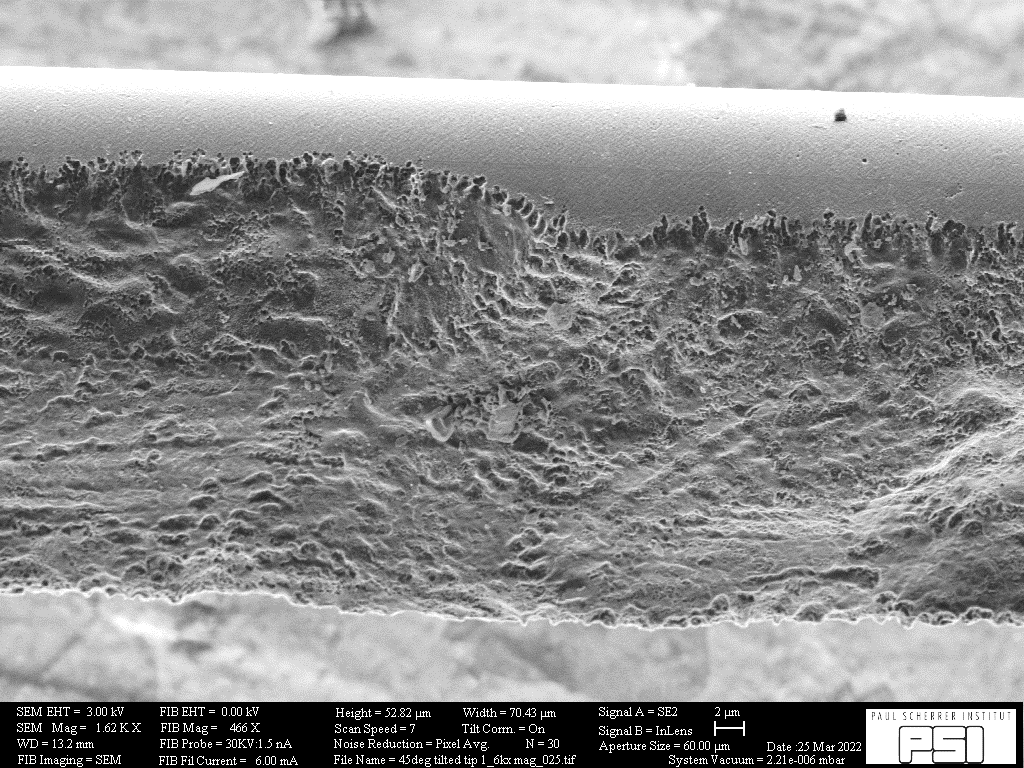 SEM EHT = 3.00 kV FIB EHT = 0.00 kV Height = 52.82 µm Width = 70.43 µm Signal A = SE2 2 µm
SEM Mag = 1.62 K X FIB Mag = 466 X Scan Speed = 7 Tilt Corrn. = On Signal B = InLens
WD = 13.2 mm FIB Probe = 30KV:1.5 nA Noise Reduction = Pixel Avg. N = 30 Aperture Size = 60.00 µm Date :25 Mar 2022
FIB Imaging = SEM FIB Fil Current = 6.00 mA File Name = 45deg tilted tip 1_6kx mag_025.tif System Vacuum = 2.21e-006 mbar
PAUL SCHERRER INSTITUT
PSI